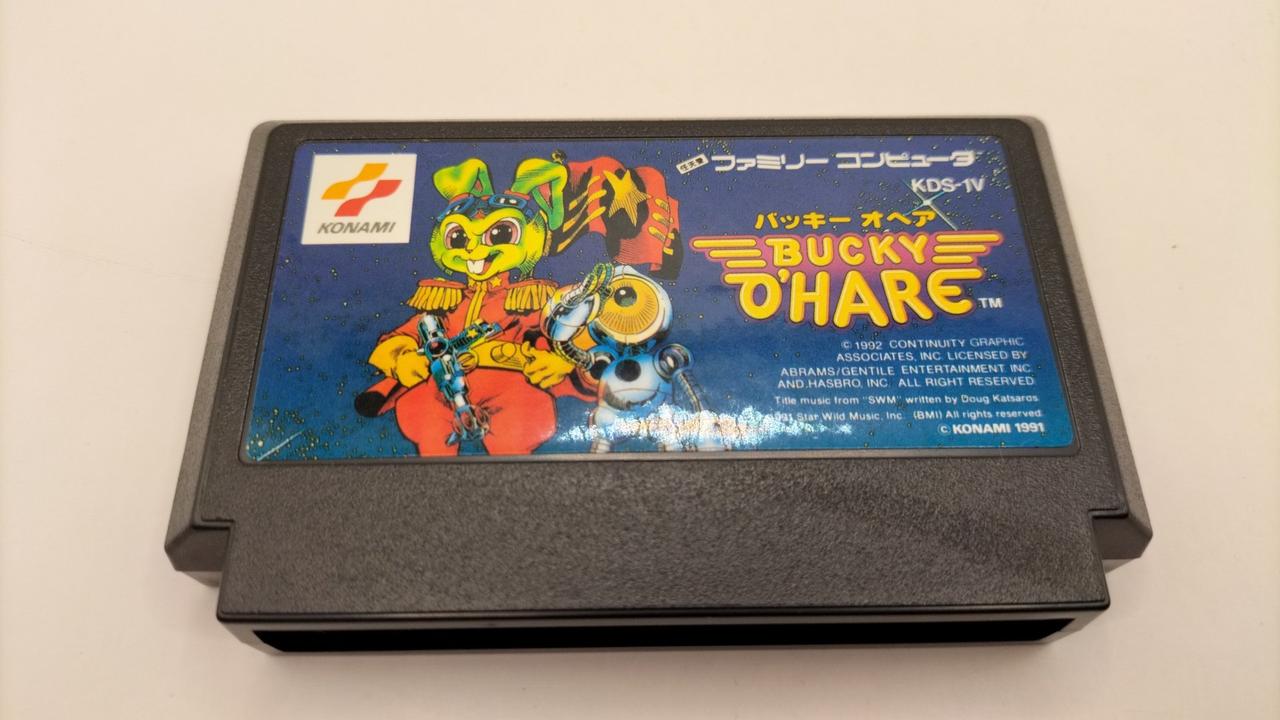 KONAMI
任天堂 ファミリー コンピュータ
KDS-1V
バッキー オヘア
BUCKY
O'HARE TM
© 1992 CONTINUITY GRAPHIC
ASSOCIATES, INC. LICENSED BY
ABRAMS/GENTILE ENTERTAINMENT INC.
AND HASBRO, INC. ALL RIGHT RESERVED.
Title music from "SWM" written by Doug Katsaros
1991 Star Wild Music, Inc. (BMI) All rights reserved.
© KONAMI 1991